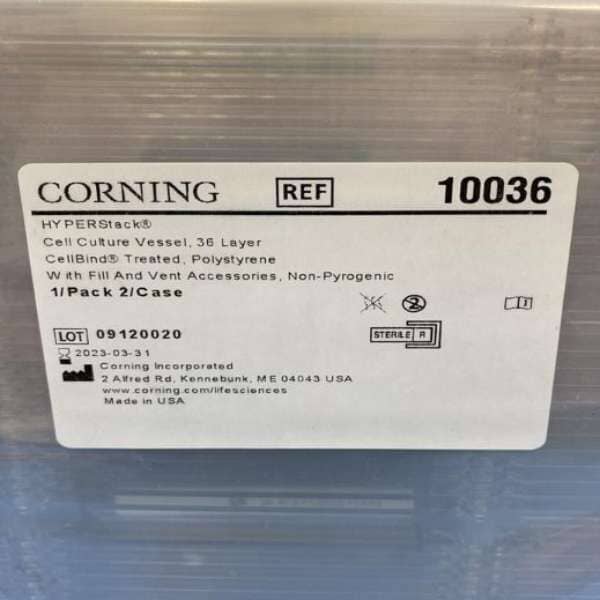 CORNING REF 10036
HYPERStack®
Cell Culture Vessel, 36 Layer
CellBind® Treated, Polystyrene
With Fill And Vent Accessories, Non-Pyrogenic
1/Pack 2/Case
LOT 09120020
STERILE R
2023-03-31
Corning Incorporated
2 Alfred Rd, Kennebunk, ME 04043 USA
www.corning.com/lifesciences
Made in USA